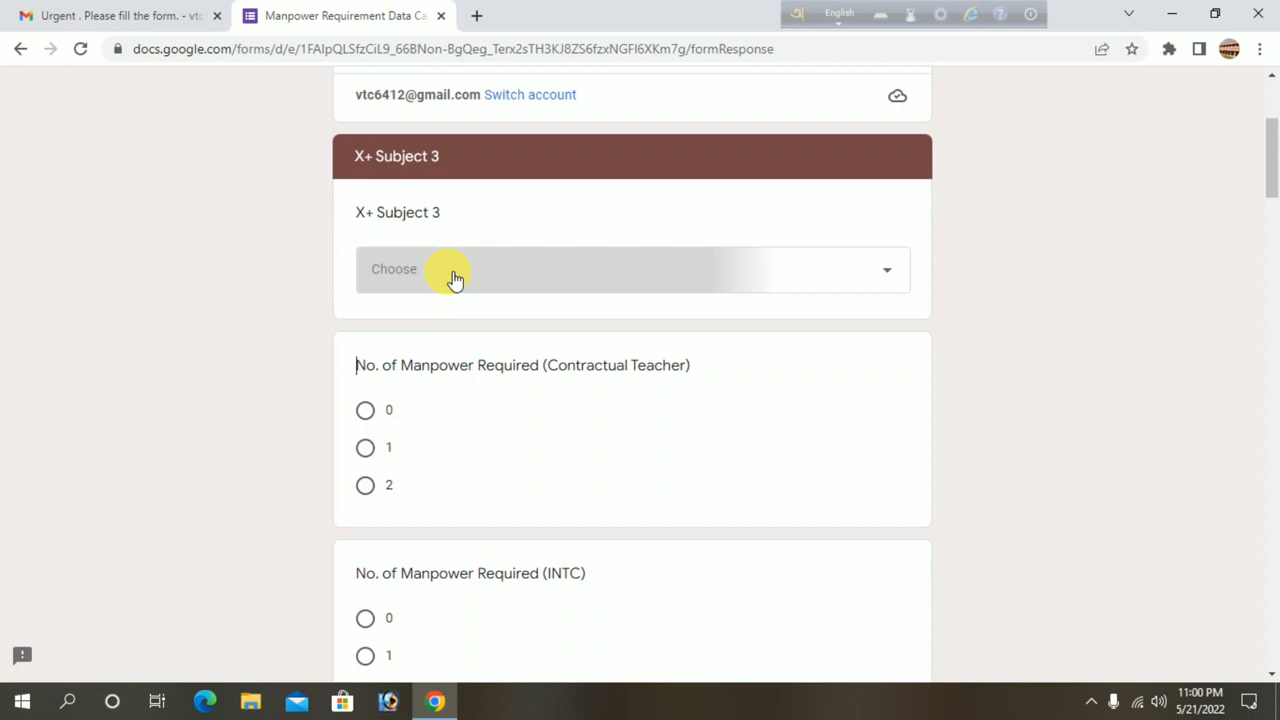 Urgent . Please fill the form. - vtc
Manpower Requirement Data Ca
English
docs.google.com/forms/d/e/1FAIpQLSfzCiL9_66BNon-BgQeg_Terx2sTH3KJ8ZS6fzxNGFl6XKm7g/formResponse
vtc6412@gmail.com Switch account
X+ Subject 3
X+ Subject 3
Choose
No. of Manpower Required (Contractual Teacher)
0
1
2
No. of Manpower Required (INTC)
0
1
11:00 PM
5/21/2022